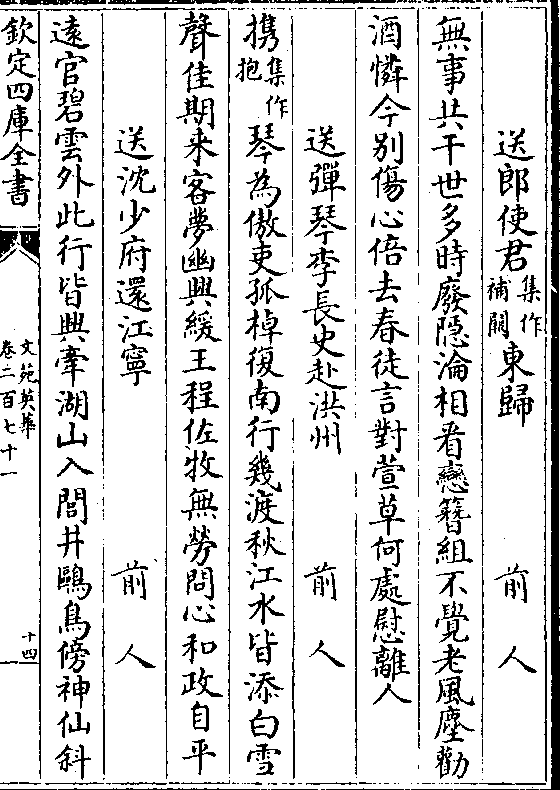 送郎使君集作補闕東歸　前人
無事共干世多時廢隠淪相看戀簪組不覺老風塵勸
酒憐今别傷心倍去春徒言對萱草何處慰離人
送彈琴李長史赴洪州　前人
携集作抱琴為傲吏孤棹復南行幾渡秋江水皆添白雪
聲佳期来客夢幽興緩王程佐牧無勞問心和政自平
送沈少府還江寧　前人
逺官碧雲外此行皆興牽湖山入閭井鷗鳥傍神仙斜
欽定四庫全書
文苑英華
卷二百七十一
十四